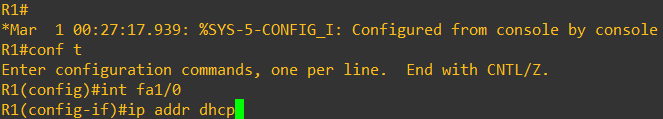 R1#
*Mar  1 00:27:17.939: %SYS-5-CONFIG_I: Configured from console by console
R1#conf t
Enter configuration commands, one per line.  End with CNTL/Z.
R1(config)#int fa1/0
R1(config-if)#ip addr dhcp